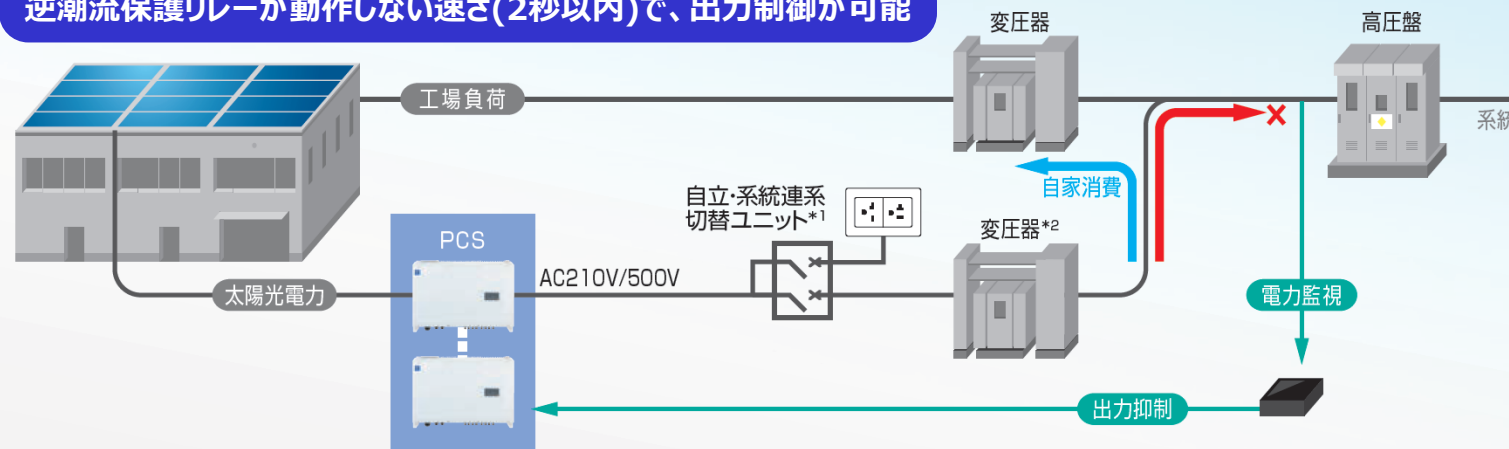 逆潮流保護リレーが動作しない速さ(2秒以内)で、出力制御が可能
変圧器
高圧盤
工場負荷
系統
自家消費
自立・系統連系
切替ユニット*1
変圧器*2
PCS
AC210V/500V
太陽光電力
電力監視
出力抑制